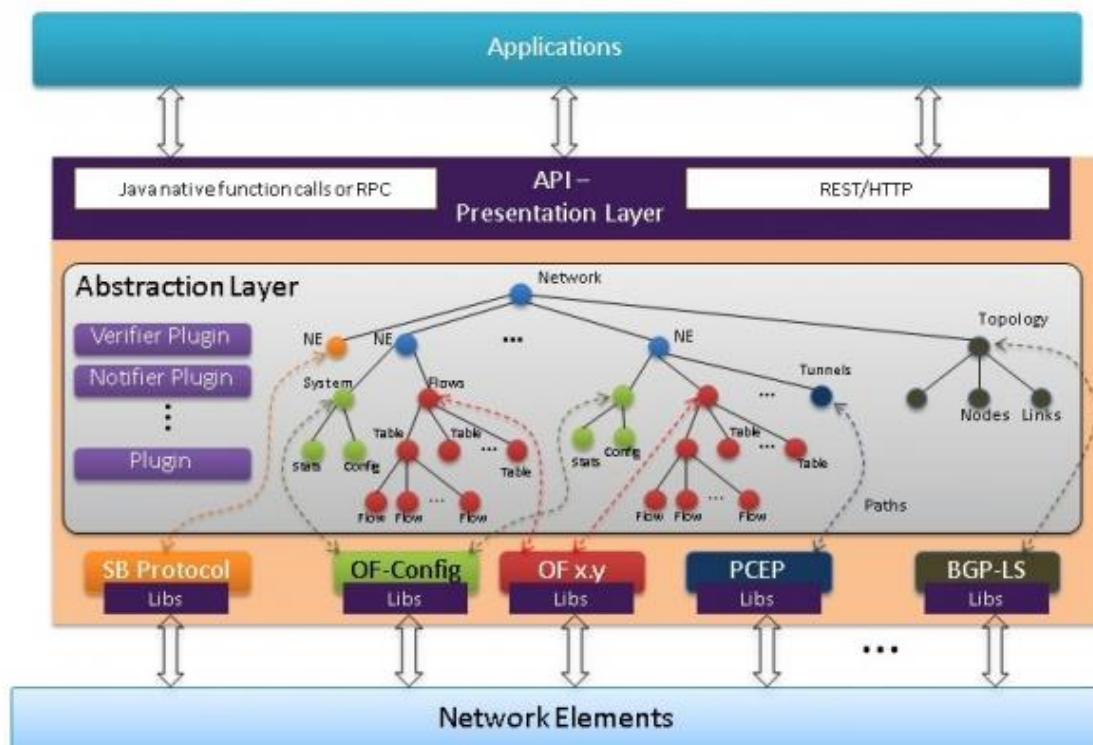 Applications
Java native function calls or RPC
API –
Presentation Layer
REST/HTTP
Abstraction Layer
Network
Verifier Plugin
NE
NE
...
NE
Topology
Notifier Plugin
System
Flows
...
Tunnels
...
Nodes
Links
⋮
Table
Table
...
Table
Stats
Config
Stats
Config
Table
...
Table
Plugin
Flow
Flow
...
Flow
Flow
Flow
...
Flow
Paths
SB Protocol
Libs
OF-Config
Libs
OF x.y
Libs
PCEP
Libs
BGP-LS
Libs
...
Network Elements